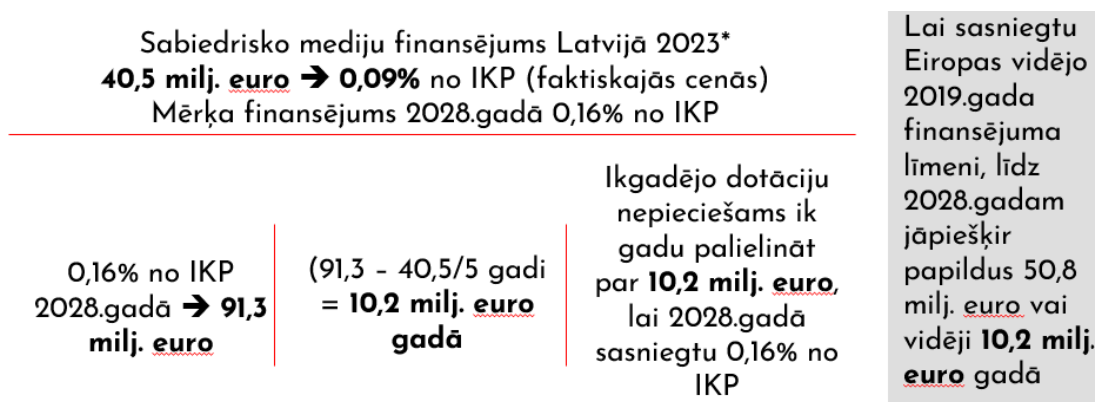 Sabiedrisko mediju finansējums Latvijā 2023*
40,5 milj. euro ➔ 0,09% no IKP (faktiskajās cenās)
Mērķa finansējums 2028.gadā 0,16% no IKP
0,16% no IKP
2028.gadā ➔ 91,3
milj. euro
(91,3 – 40,5/5 gadi
= 10,2 milj. euro
gadā
Ikgadējo dotāciju
nepieciešams ik
gadu palielināt
par 10,2 milj. euro,
lai 2028.gadā
sasniegtu 0,16% no
IKP
Lai sasniegtu
Eiropas vidējo
2019.gada
finansējuma
līmeni, līdz
2028.gadam
jāpiešķir
papildus 50,8
milj. euro vai
vidēji 10,2 milj.
euro gadā